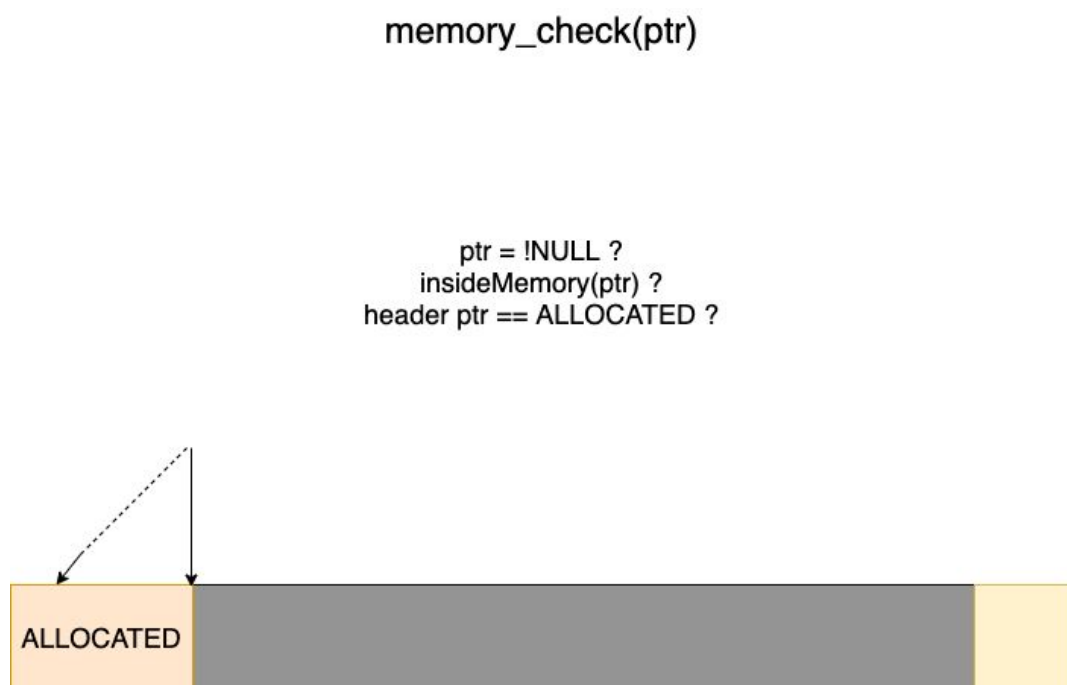 memory_check(ptr)
ptr = !NULL ?
insideMemory(ptr) ?
header ptr == ALLOCATED ?
ALLOCATED